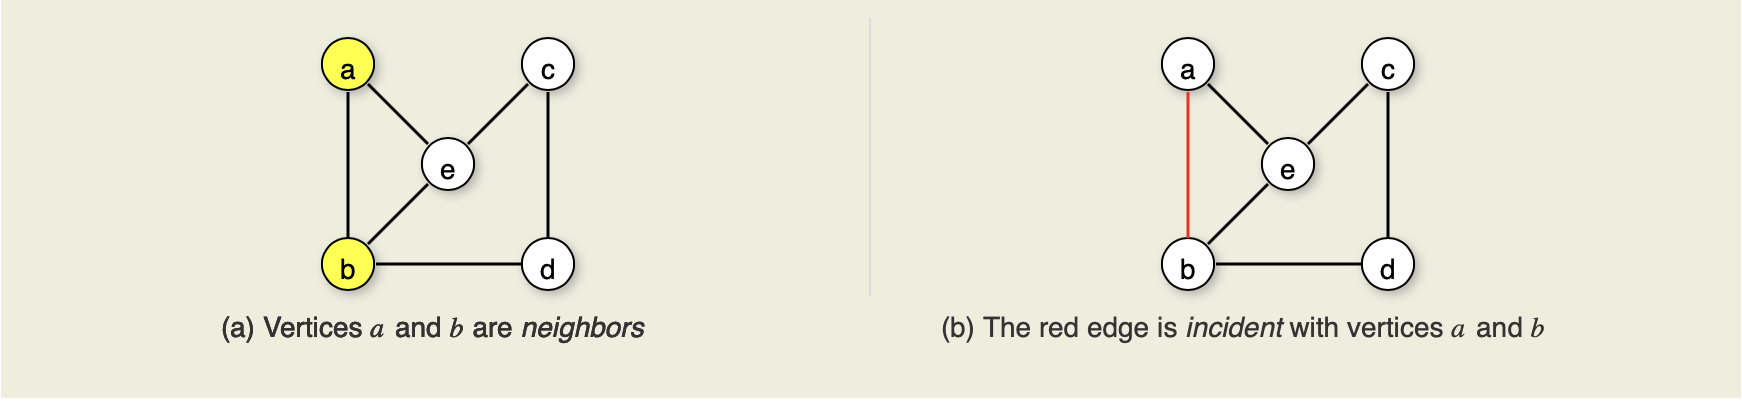 a c a c
e e
b d b d
(a) Vertices a and b are neighbors
(b) The red edge is incident with vertices a and b